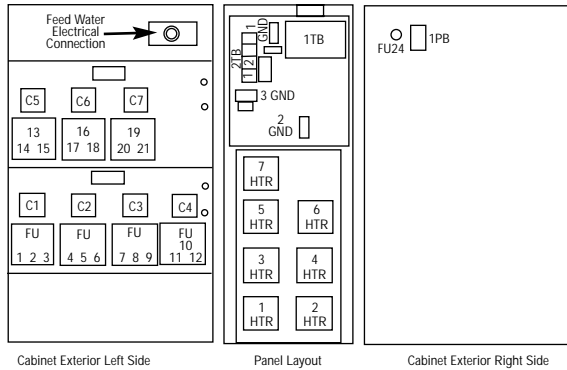 Feed Water
Electrical
Connection
C5
C6
C7
13
14 15
16
17 18
19
20 21
C1
C2
C3
C4
FU
1 2 3
FU
4 5 6
FU
7 8 9
FU
10
11 12
Cabinet Exterior Left Side
1
GND
1TB
2TB
1 2
3 GND
2
GND
7
HTR
5
HTR
6
HTR
3
HTR
4
HTR
1
HTR
2
HTR
Panel Layout
FU24
1PB
Cabinet Exterior Right Side